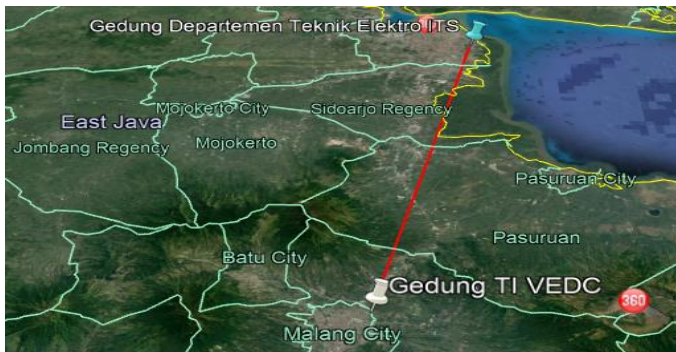 Gedung Departemen Teknik Elektro ITS
Mojokerto City
Sidoarjo Regency
East Java
Jombang Regency
Mojokerto
Pasuruan City
Pasuruan
Batu City
Gedung TI VEDC
360
Malang City